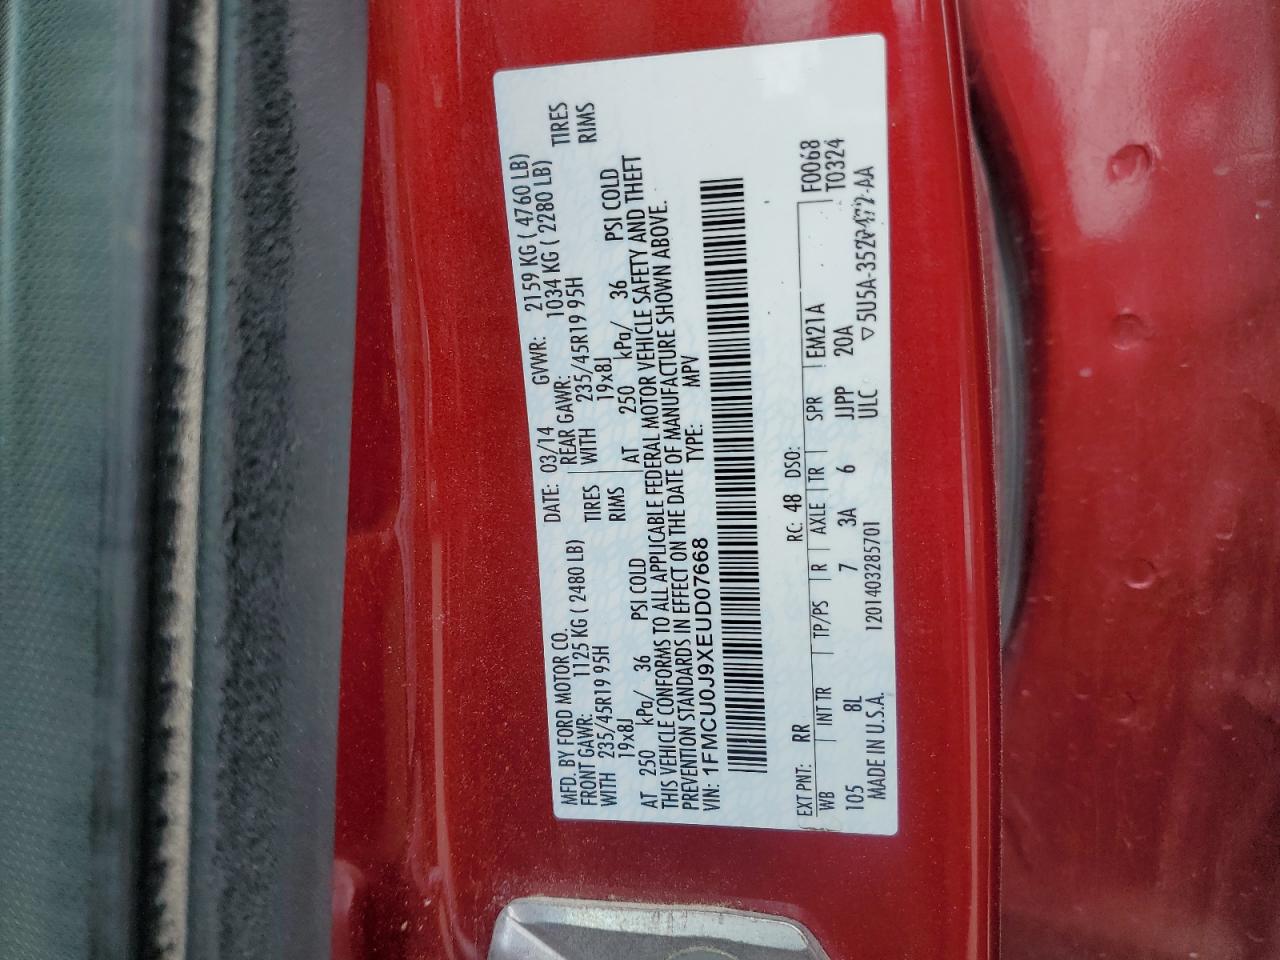 MFD. BY FORD MOTOR CO.
DATE: 03/14 GVWR: 2159 KG ( 4760 LB)
FRONT GAWR: 1125 KG ( 2480 LB) REAR GAWR: 1034 KG ( 2280 LB)
WITH 235/45R19 95H TIRES WITH 235/45R19 95H TIRES
19x8J RIMS 19x8J RIMS
AT 250 kPa/ 36 PSI COLD AT 250 kPa/ 36 PSI COLD
THIS VEHICLE CONFORMS TO ALL APPLICABLE FEDERAL MOTOR VEHICLE SAFETY AND THEFT
PREVENTION STANDARDS IN EFFECT ON THE DATE OF MANUFACTURE SHOWN ABOVE.
VIN: 1FMCU0J9XEUD07668 TYPE: MPV
EXT PNT: RR RC: 48 DSO: F0068
WB INT TR TP/PS R AXLE TR SPR EM21A T0324
105 8L 7 3A 6 JJPP 20A
MADE IN U.S.A. 1201403285701 ULC ▽5U5A-3520472-AA